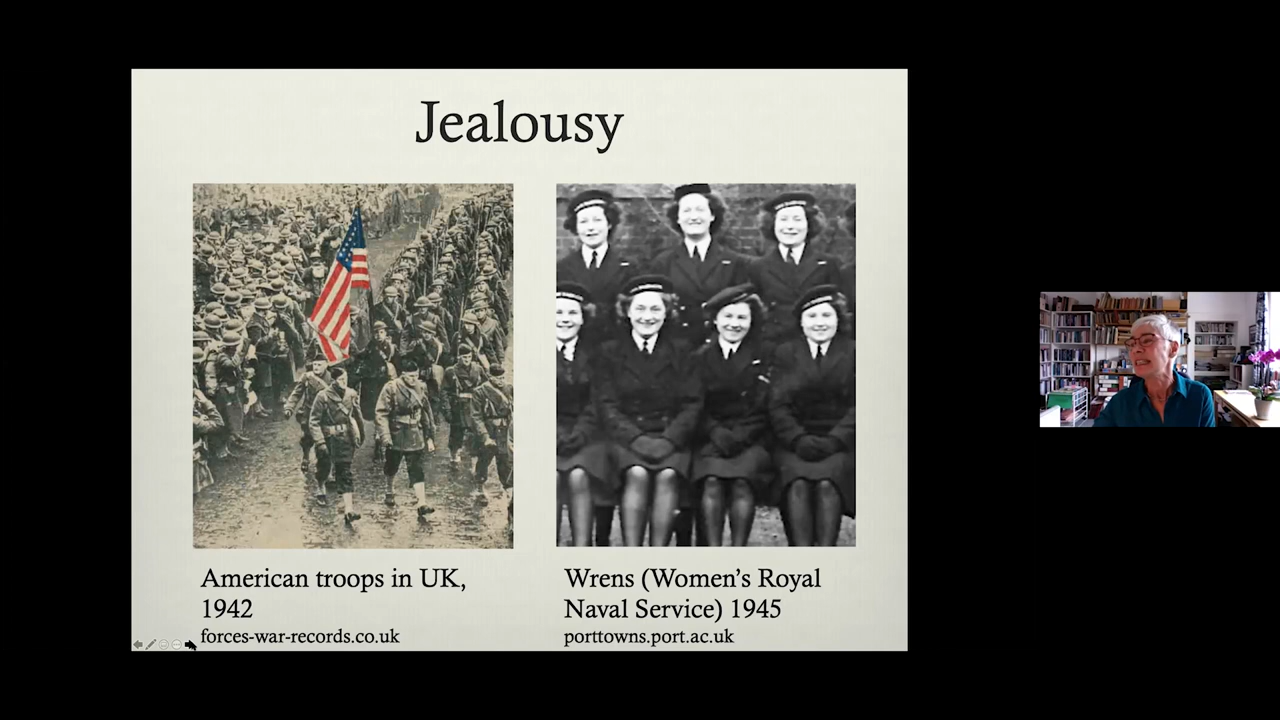 Jealousy
American troops in UK,
1942
forces-war-records.co.uk
Wrens (Women’s Royal
Naval Service) 1945
porttowns.port.ac.uk